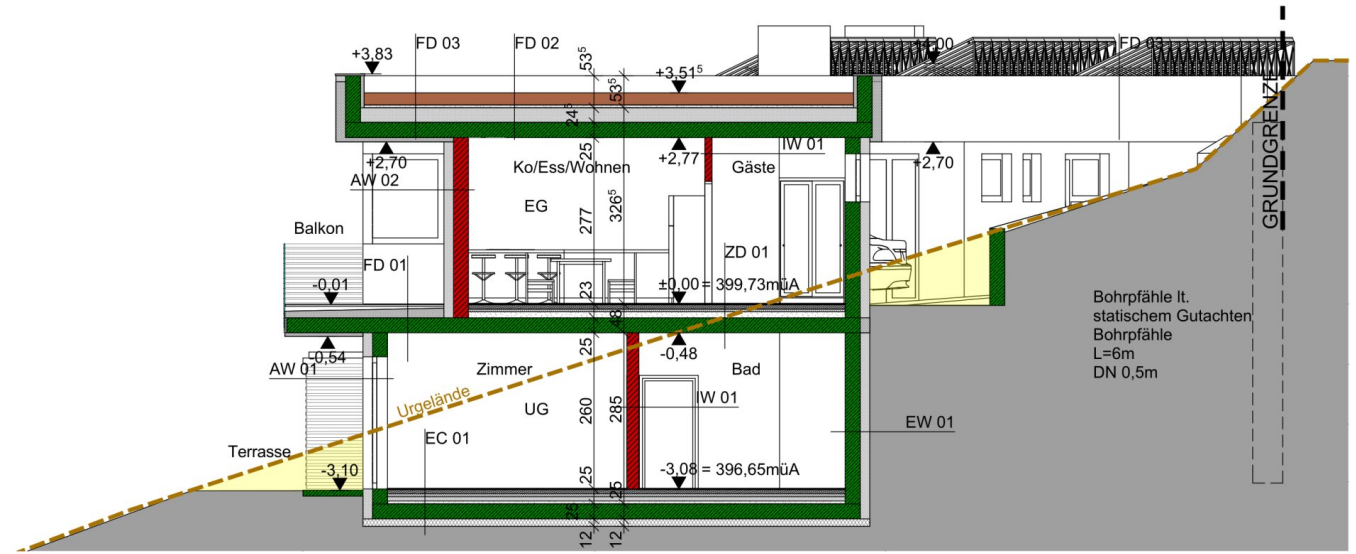 FD 03
FD 02
+3,83
53⁵
+3,51⁵
53⁵
+4,00
FD 03
24⁵
GRUNDGRENZE
+2,70
25
+2,77
IW 01
+2,70
AW 02
Ko/Ess/Wohnen
Gäste
EG
277
326⁵
Balkon
FD 01
ZD 01
-0,01
23
±0,00 = 399,73müA
48
Bohrpfähle lt.
statischem Gutachten
Bohrpfähle
L=6m
DN 0,5m
-0,54
25
-0,48
AW 01
Zimmer
Bad
Urgelände
UG
260
285
IW 01
EC 01
EW 01
Terrasse
-3,10
25
-3,08 = 396,65müA
25
25
12
12